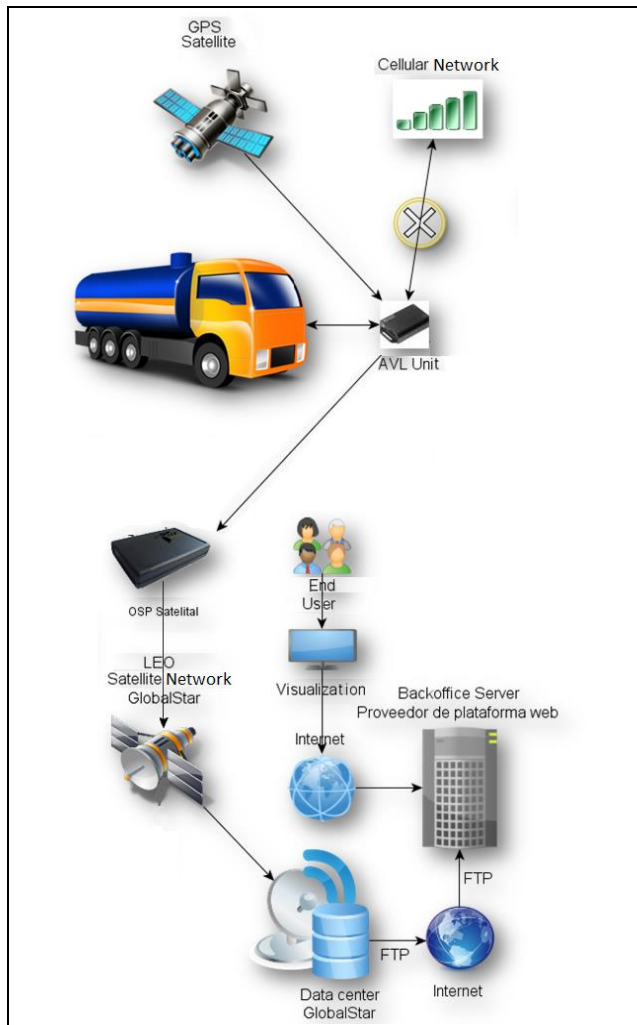 GPS
Satellite
Cellular Network
AVL Unit
OSP Satelital
End
User
LEO
Satellite Network
GlobalStar
Visualization
Backoffice Server
Proveedor de plataforma web
Internet
FTP
FTP
Data center
GlobalStar
Internet